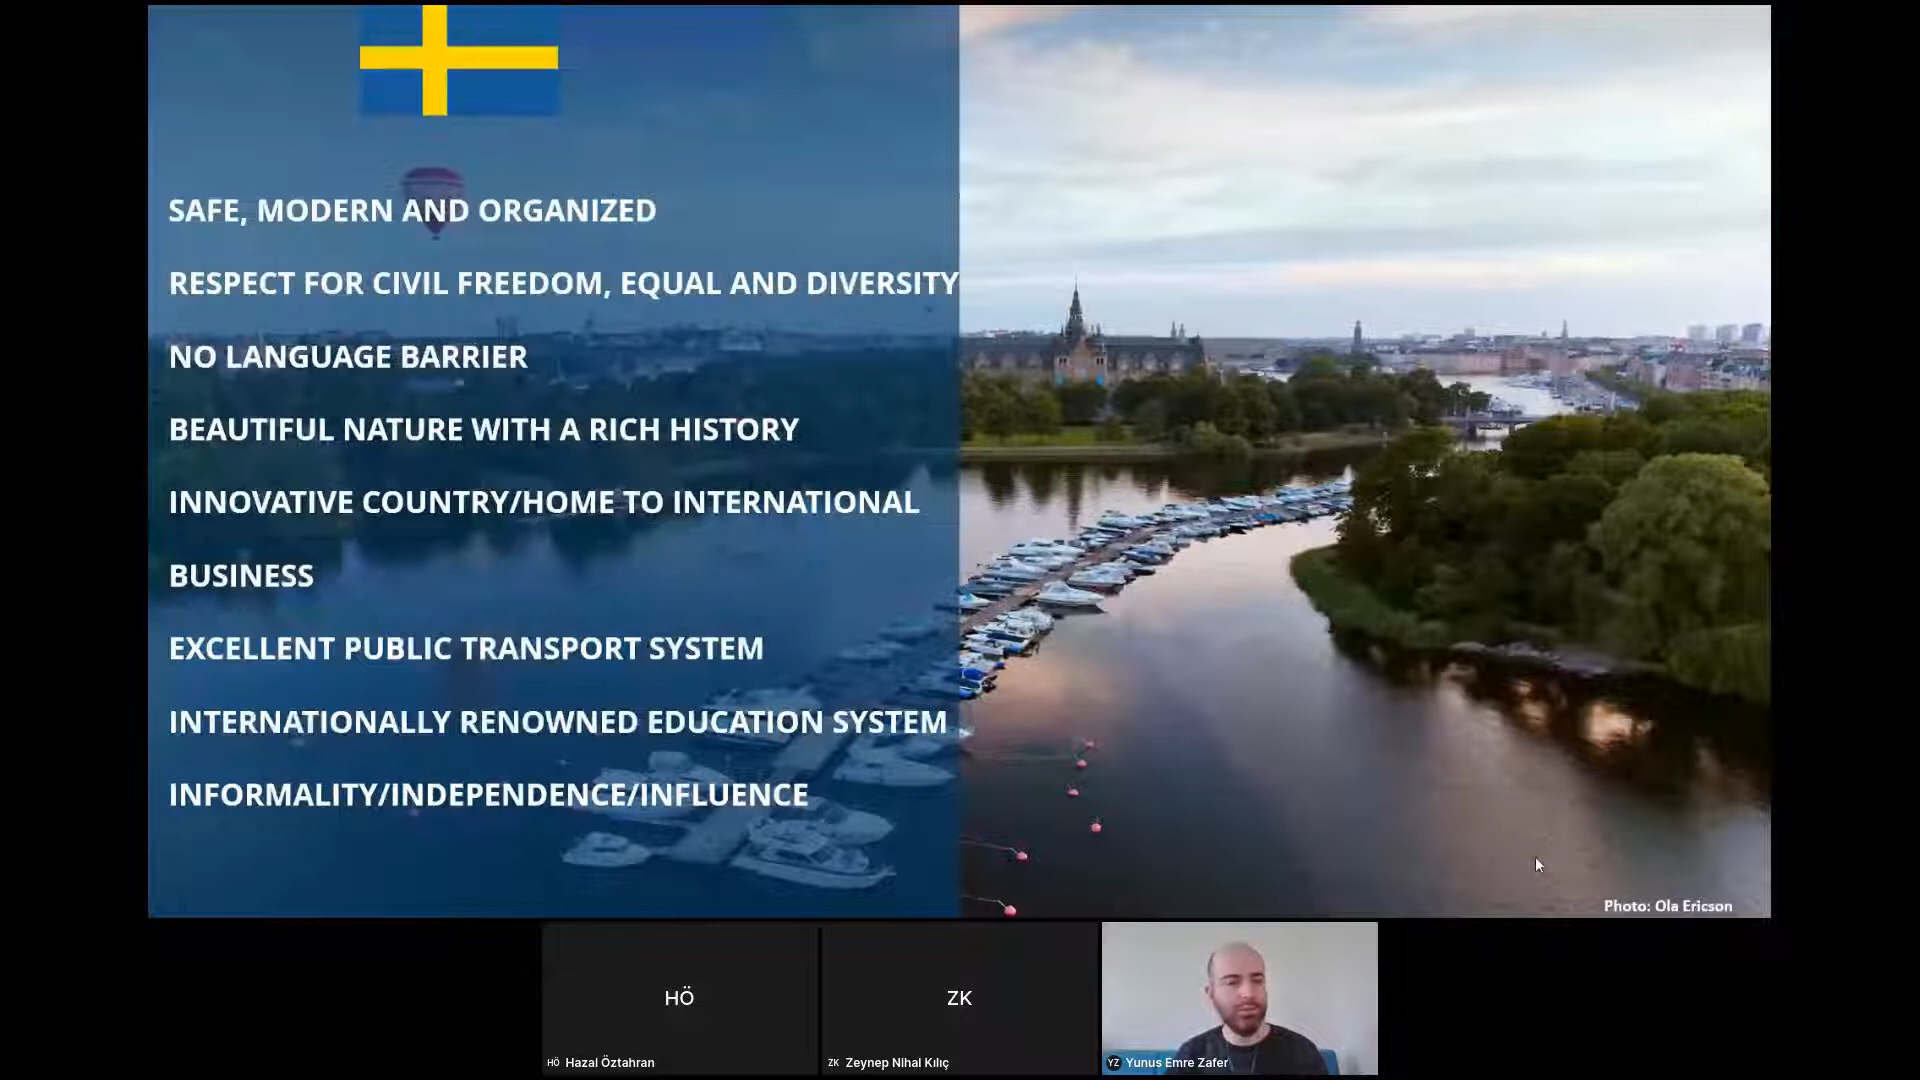 SAFE, MODERN AND ORGANIZED
RESPECT FOR CIVIL FREEDOM, EQUAL AND DIVERSITY
NO LANGUAGE BARRIER
BEAUTIFUL NATURE WITH A RICH HISTORY
INNOVATIVE COUNTRY/HOME TO INTERNATIONAL
BUSINESS
EXCELLENT PUBLIC TRANSPORT SYSTEM
INTERNATIONALLY RENOWNED EDUCATION SYSTEM
INFORMALITY/INDEPENDENCE/INFLUENCE
Photo: Ola Ericson
HÖ
HÖ Hazal Öztahran
ZK
ZK Zeynep Nihal Kılıç
YZ Yunus Emre Zafer